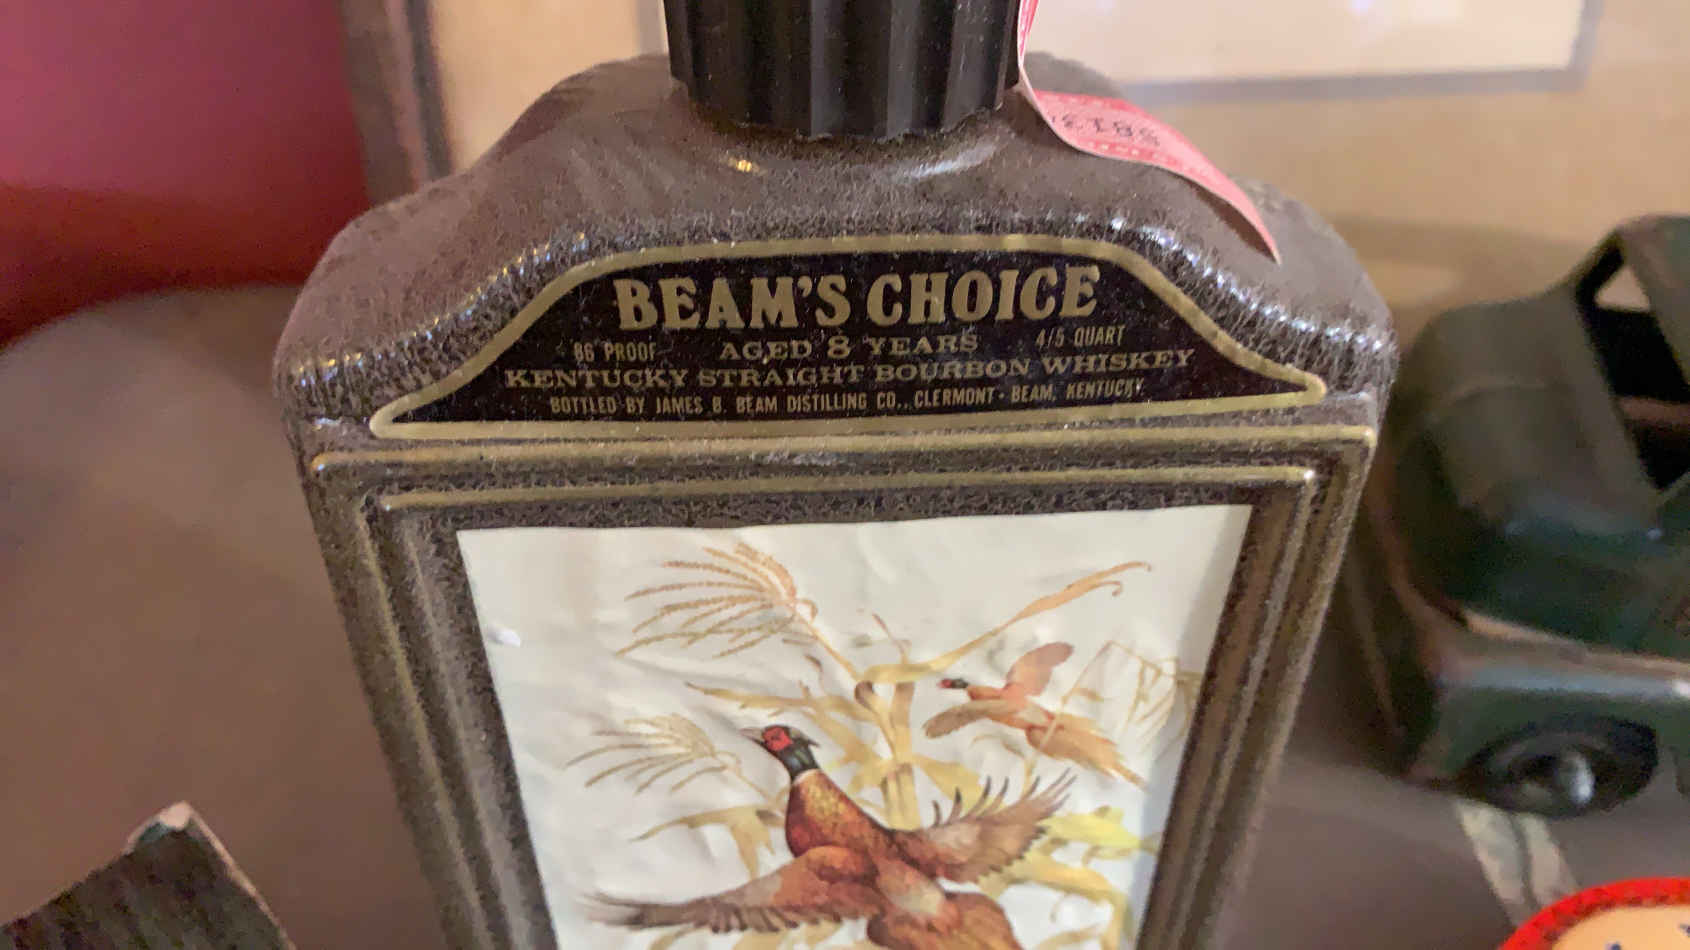 BEAM'S CHOICE
86 PROOF AGED 8 YEARS 4/5 QUART
KENTUCKY STRAIGHT BOURBON WHISKEY
BOTTLED BY JAMES B. BEAM DISTILLING CO., CLERMONT - BEAM, KENTUCKY